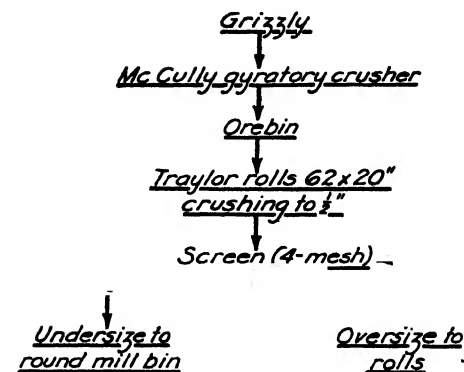 Grizzly
Mc Cully gyratory crusher
Orebin
Traylor rolls 62x20"
crushing to ½"
Screen (4-mesh)
Undersize to
round mill bin
Oversize to
rolls